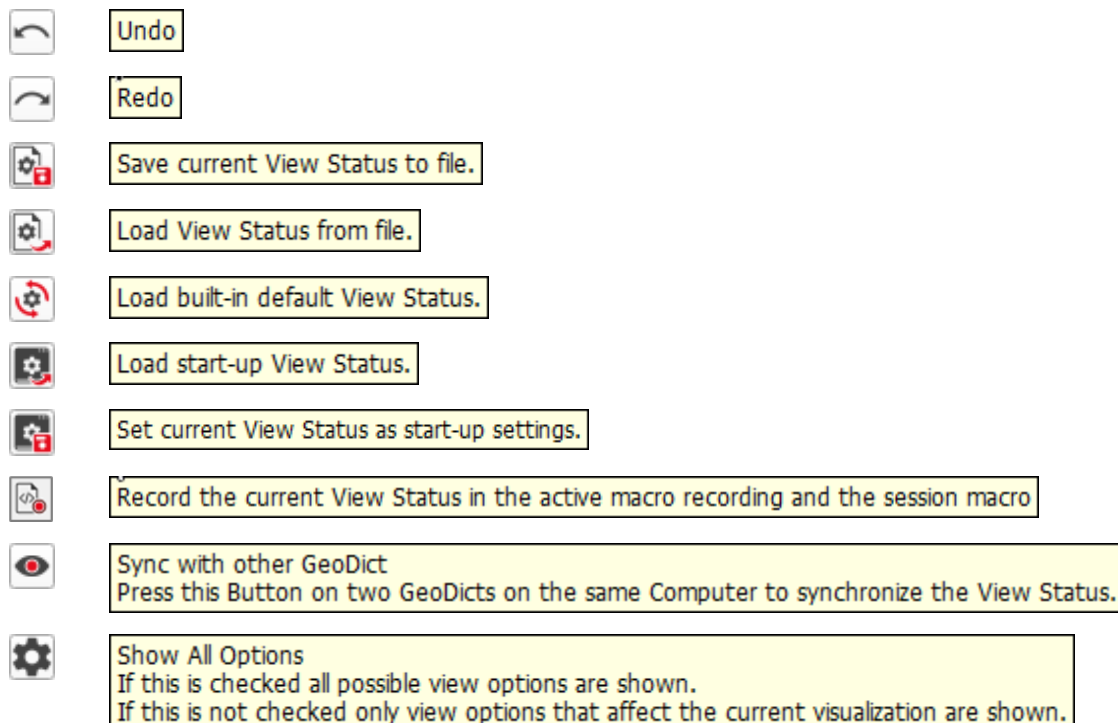 Undo
Redo
Save current View Status to file.
Load View Status from file.
Load built-in default View Status.
Load start-up View Status.
Set current View Status as start-up settings.
Record the current View Status in the active macro recording and the session macro
Sync with other GeoDict
Press this Button on two GeoDicts on the same Computer to synchronize the View Status.
Show All Options
If this is checked all possible view options are shown.
If this is not checked only view options that affect the current visualization are shown.